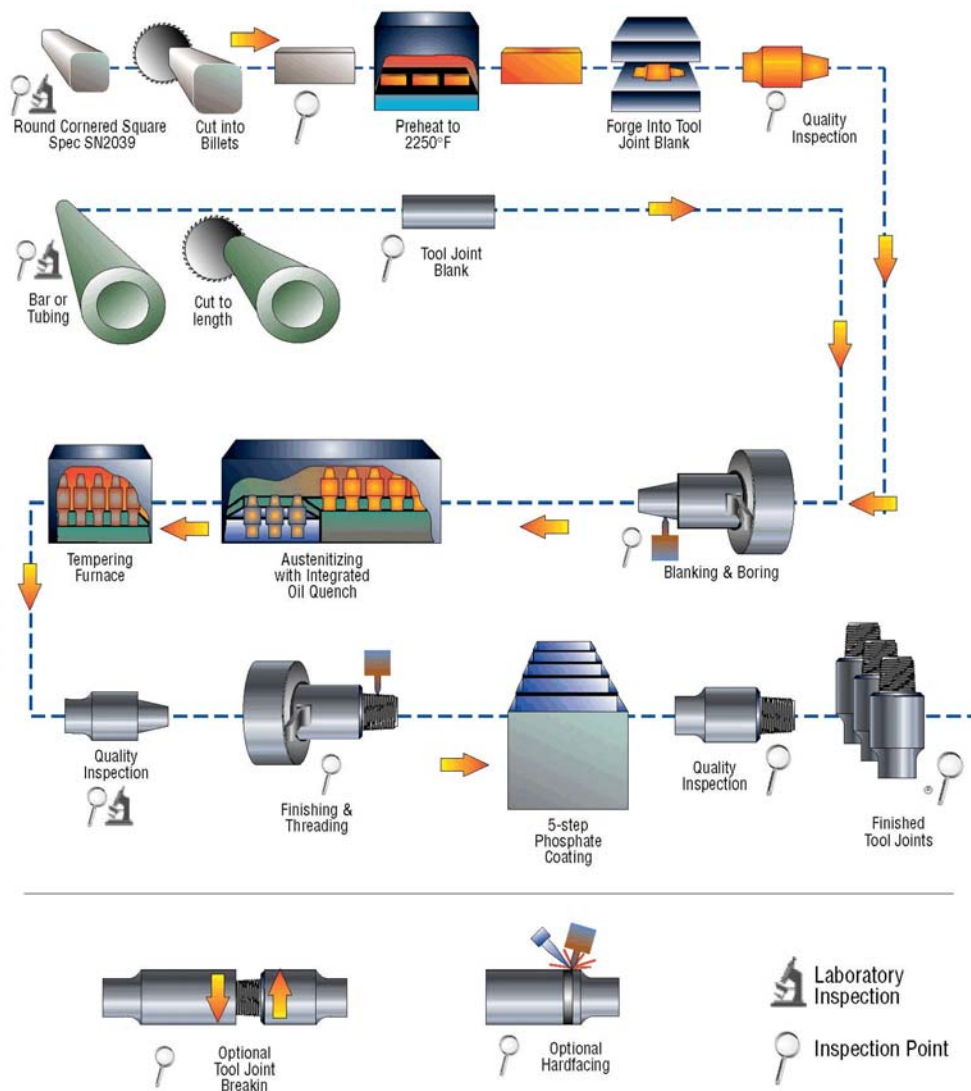 Round Cornered Square
Spec SN2039
Cut into
Billets
Preheat to
2250°F
Forge Into Tool
Joint Blank
Quality
Inspection
Bar or
Tubing
Cut to
length
Tool Joint
Blank
Tempering
Furnace
Austenitizing
with Integrated
Oil Quench
Blanking & Boring
Quality
Inspection
Finishing &
Threading
5-step
Phosphate
Coating
Quality
Inspection
Finished
Tool Joints
Optional
Tool Joint
Breakin
Optional
Hardfacing
Laboratory
Inspection
Inspection Point